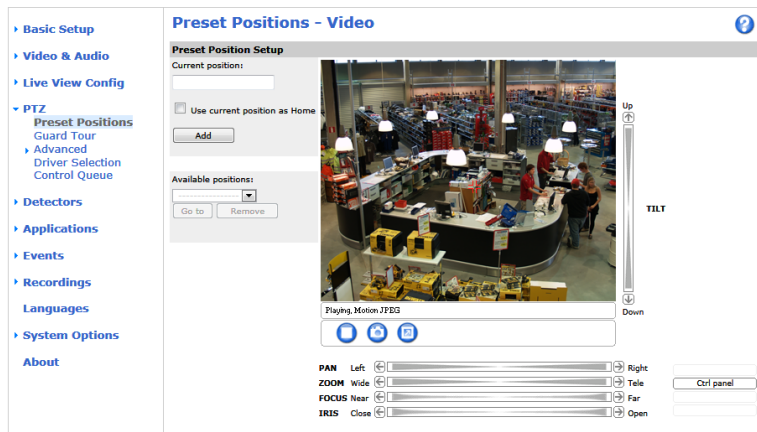 Preset Positions - Video
Basic Setup
Video & Audio
Live View Config
PTZ
Preset Positions
Guard Tour
Advanced
Driver Selection
Control Queue
Detectors
Applications
Events
Recordings
Languages
System Options
About
Preset Position Setup
Current position:
Use current position as Home
Add
Available positions:
Go to Remove
Up
TILT
Down
Playing, Motion JPEG
PAN Left Right
ZOOM Wide Tele Ctrl panel
FOCUS Near Far
IRIS Close Open